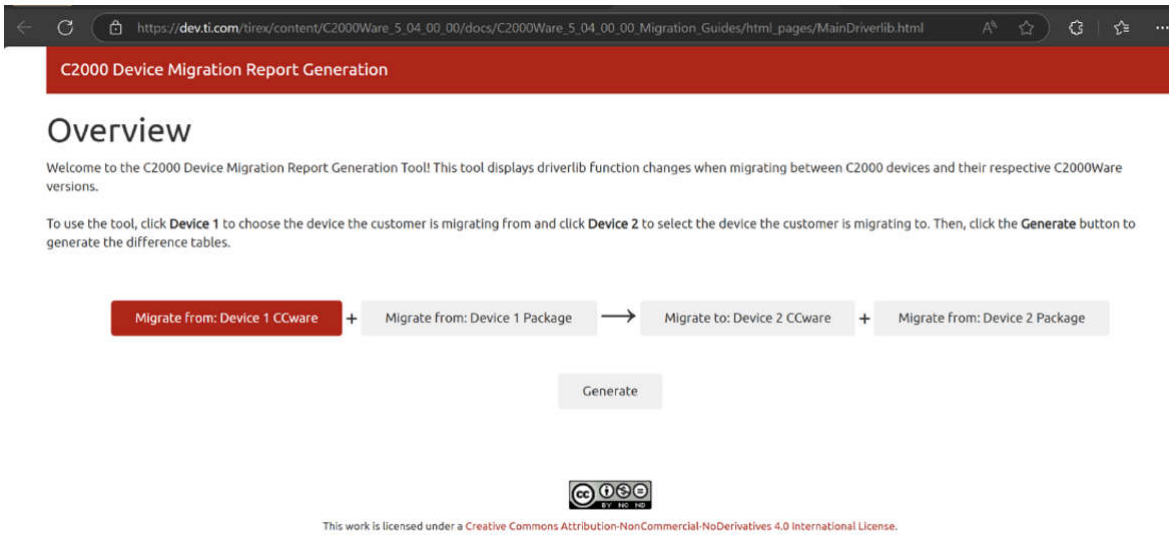 https://dev.ti.com/tirex/content/C2000Ware_5_04_00_00/docs/C2000Ware_5_04_00_00_Migration_Guides/html_pages/MainDriverlib.html
C2000 Device Migration Report Generation
Overview
Welcome to the C2000 Device Migration Report Generation Tool! This tool displays driverlib function changes when migrating between C2000 devices and their respective C2000Ware
versions.
To use the tool, click Device 1 to choose the device the customer is migrating from and click Device 2 to select the device the customer is migrating to. Then, click the Generate button to
generate the difference tables.
Migrate from: Device 1 CCware + Migrate from: Device 1 Package → Migrate to: Device 2 CCware + Migrate from: Device 2 Package
Generate
cc
BY NC ND
This work is licensed under a Creative Commons Attribution-NonCommercial-NoDerivatives 4.0 International License.